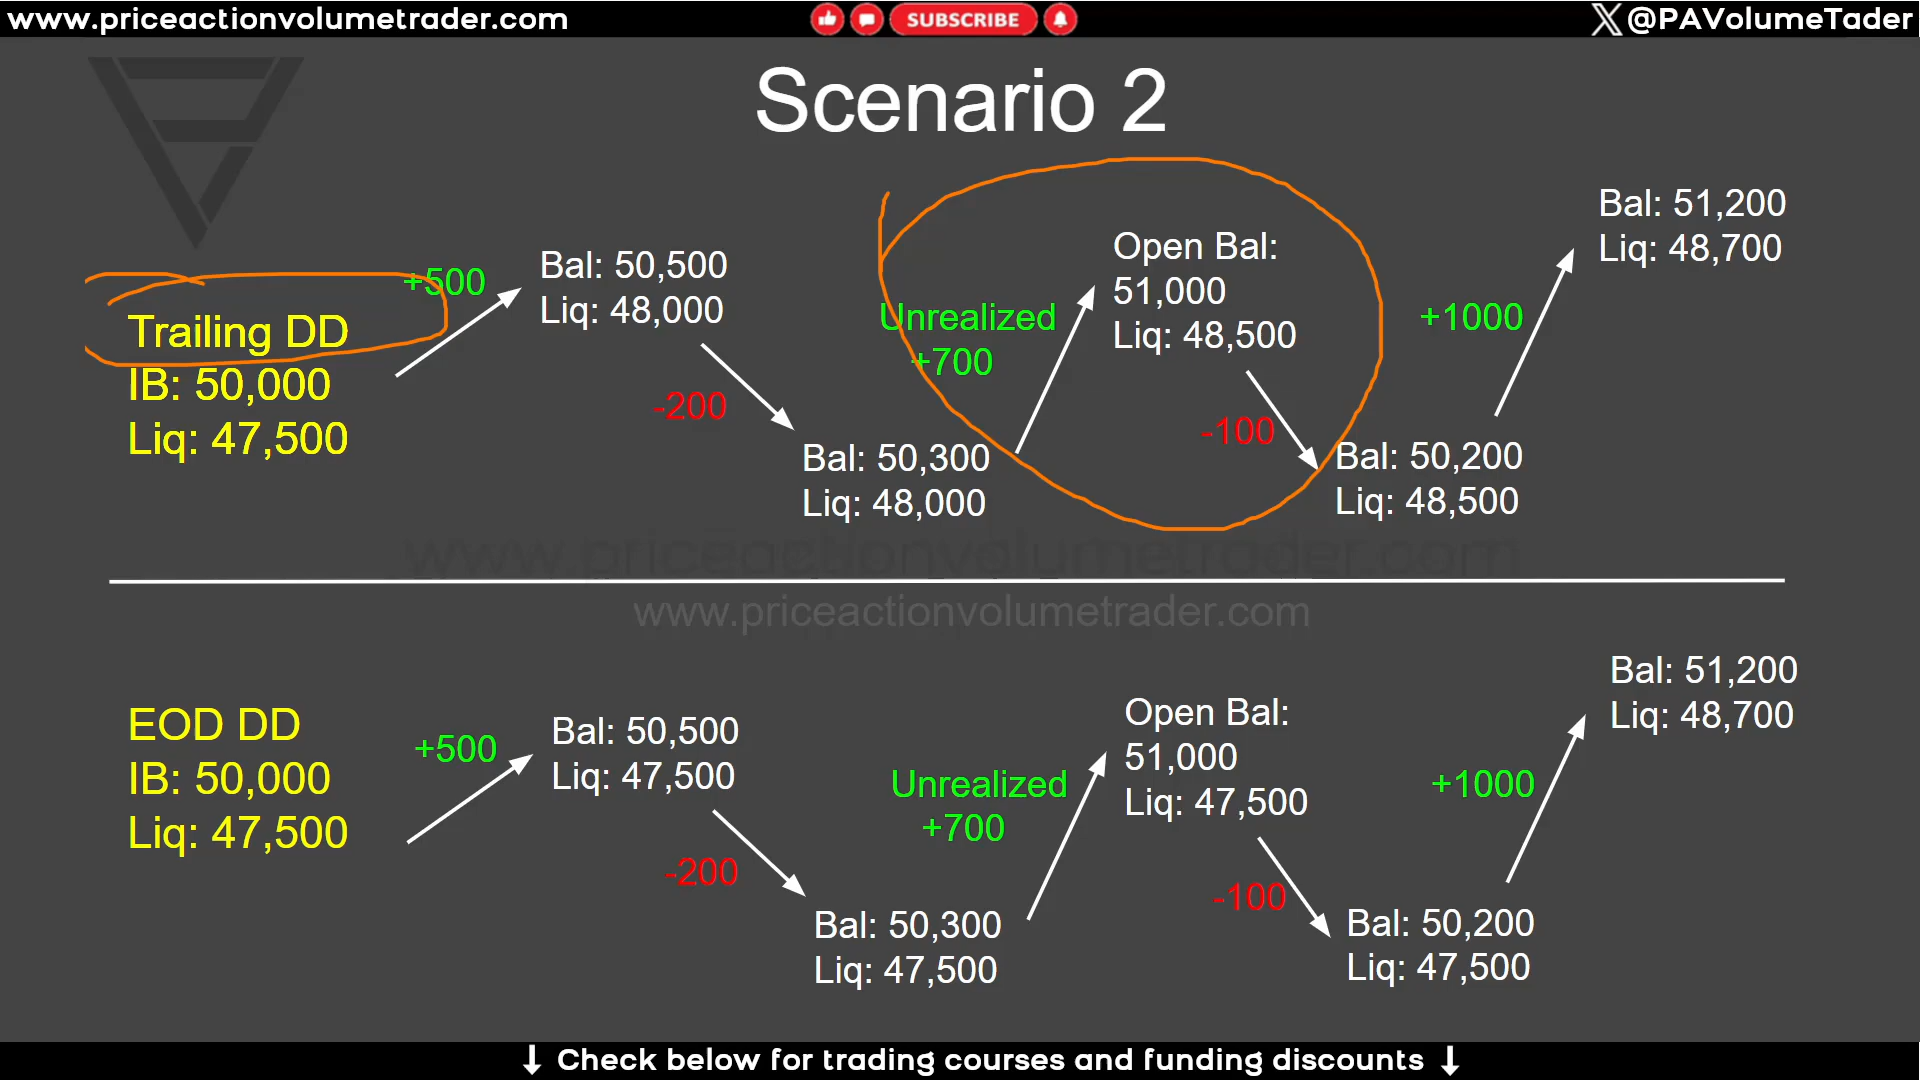 www.priceactionvolumetrader.com
SUBSCRIBE
@PAVolumeTader
Scenario 2
Trailing DD
IB: 50,000
Liq: 47,500
+500
Bal: 50,500
Liq: 48,000
-200
Bal: 50,300
Liq: 48,000
Unrealized
+700
Open Bal:
51,000
Liq: 48,500
-100
Bal: 50,200
Liq: 48,500
+1000
Bal: 51,200
Liq: 48,700
www.priceactionvolumetrader.com
www.priceactionvolumetrader.com
EOD DD
IB: 50,000
Liq: 47,500
+500
Bal: 50,500
Liq: 47,500
-200
Bal: 50,300
Liq: 47,500
Unrealized
+700
Open Bal:
51,000
Liq: 47,500
-100
Bal: 50,200
Liq: 47,500
+1000
Bal: 51,200
Liq: 48,700
↓ Check below for trading courses and funding discounts ↓